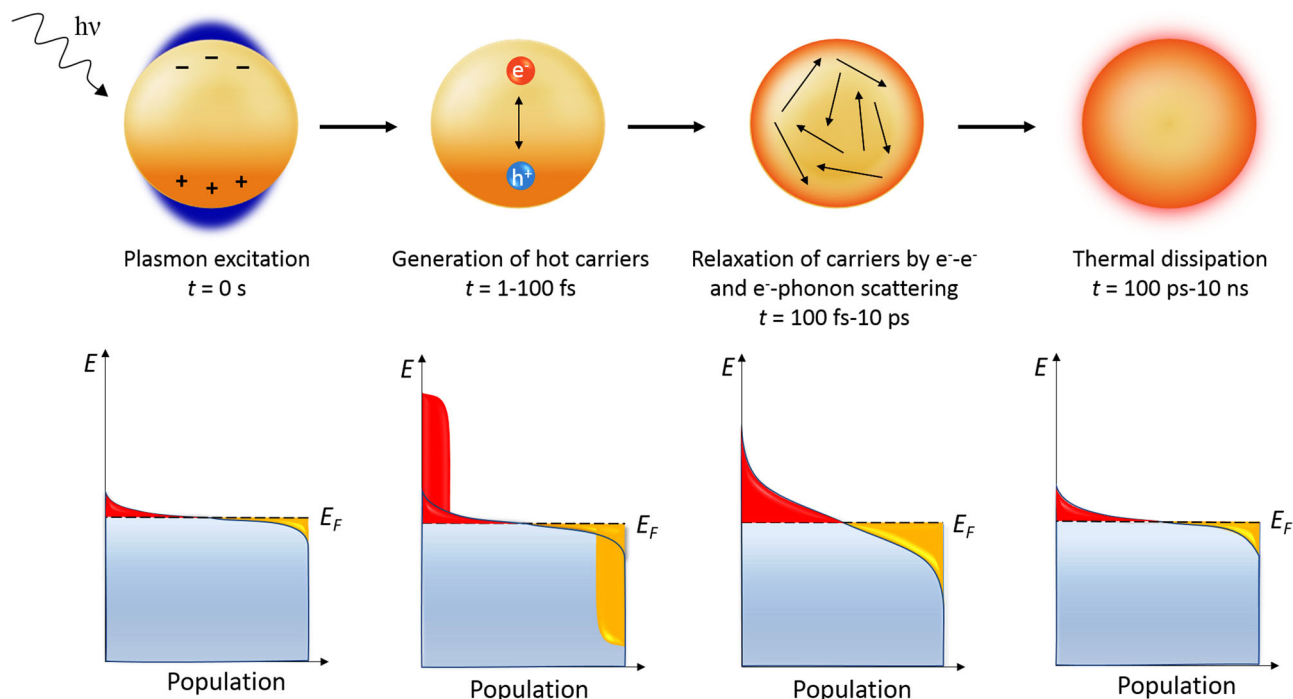 hν
− − −
+ + +
e⁻
h⁺
Plasmon excitation
t = 0 s
Generation of hot carriers
t = 1-100 fs
Relaxation of carriers by e⁻-e⁻
and e⁻-phonon scattering
t = 100 fs-10 ps
Thermal dissipation
t = 100 ps-10 ns
E
E_F
Population
E
E_F
Population
E
E_F
Population
E
E_F
Population